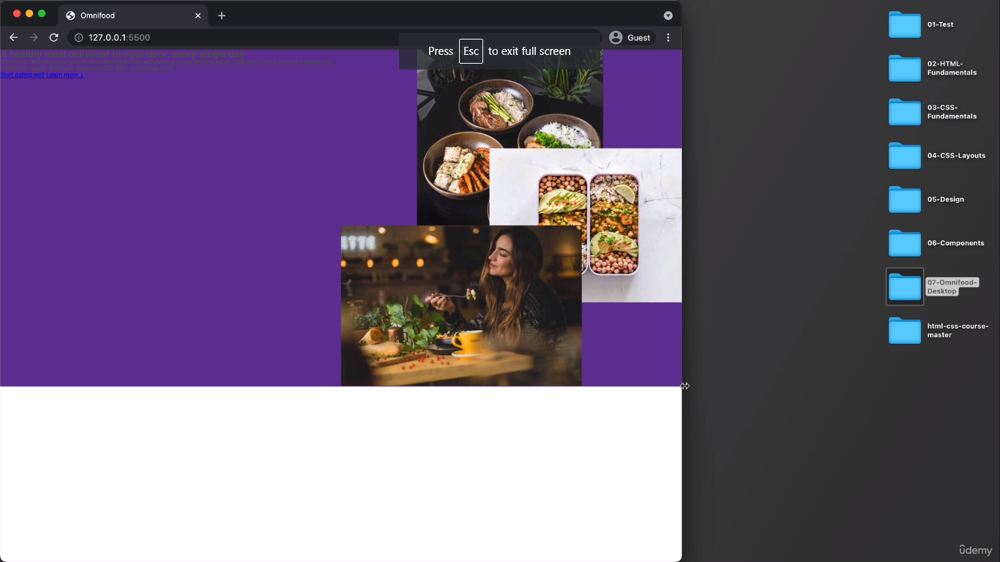 Omnifood
127.0.0.1:5500
Guest
Press Esc to exit full screen
A healthy meal delivered to your door, every single day
Start eating well Learn more ↓
01-Test
02-HTML-
Fundamentals
03-CSS-
Fundamentals
04-CSS-Layouts
05-Design
06-Components
07-Omnifood-
Desktop
html-css-course-
master
ûdemy